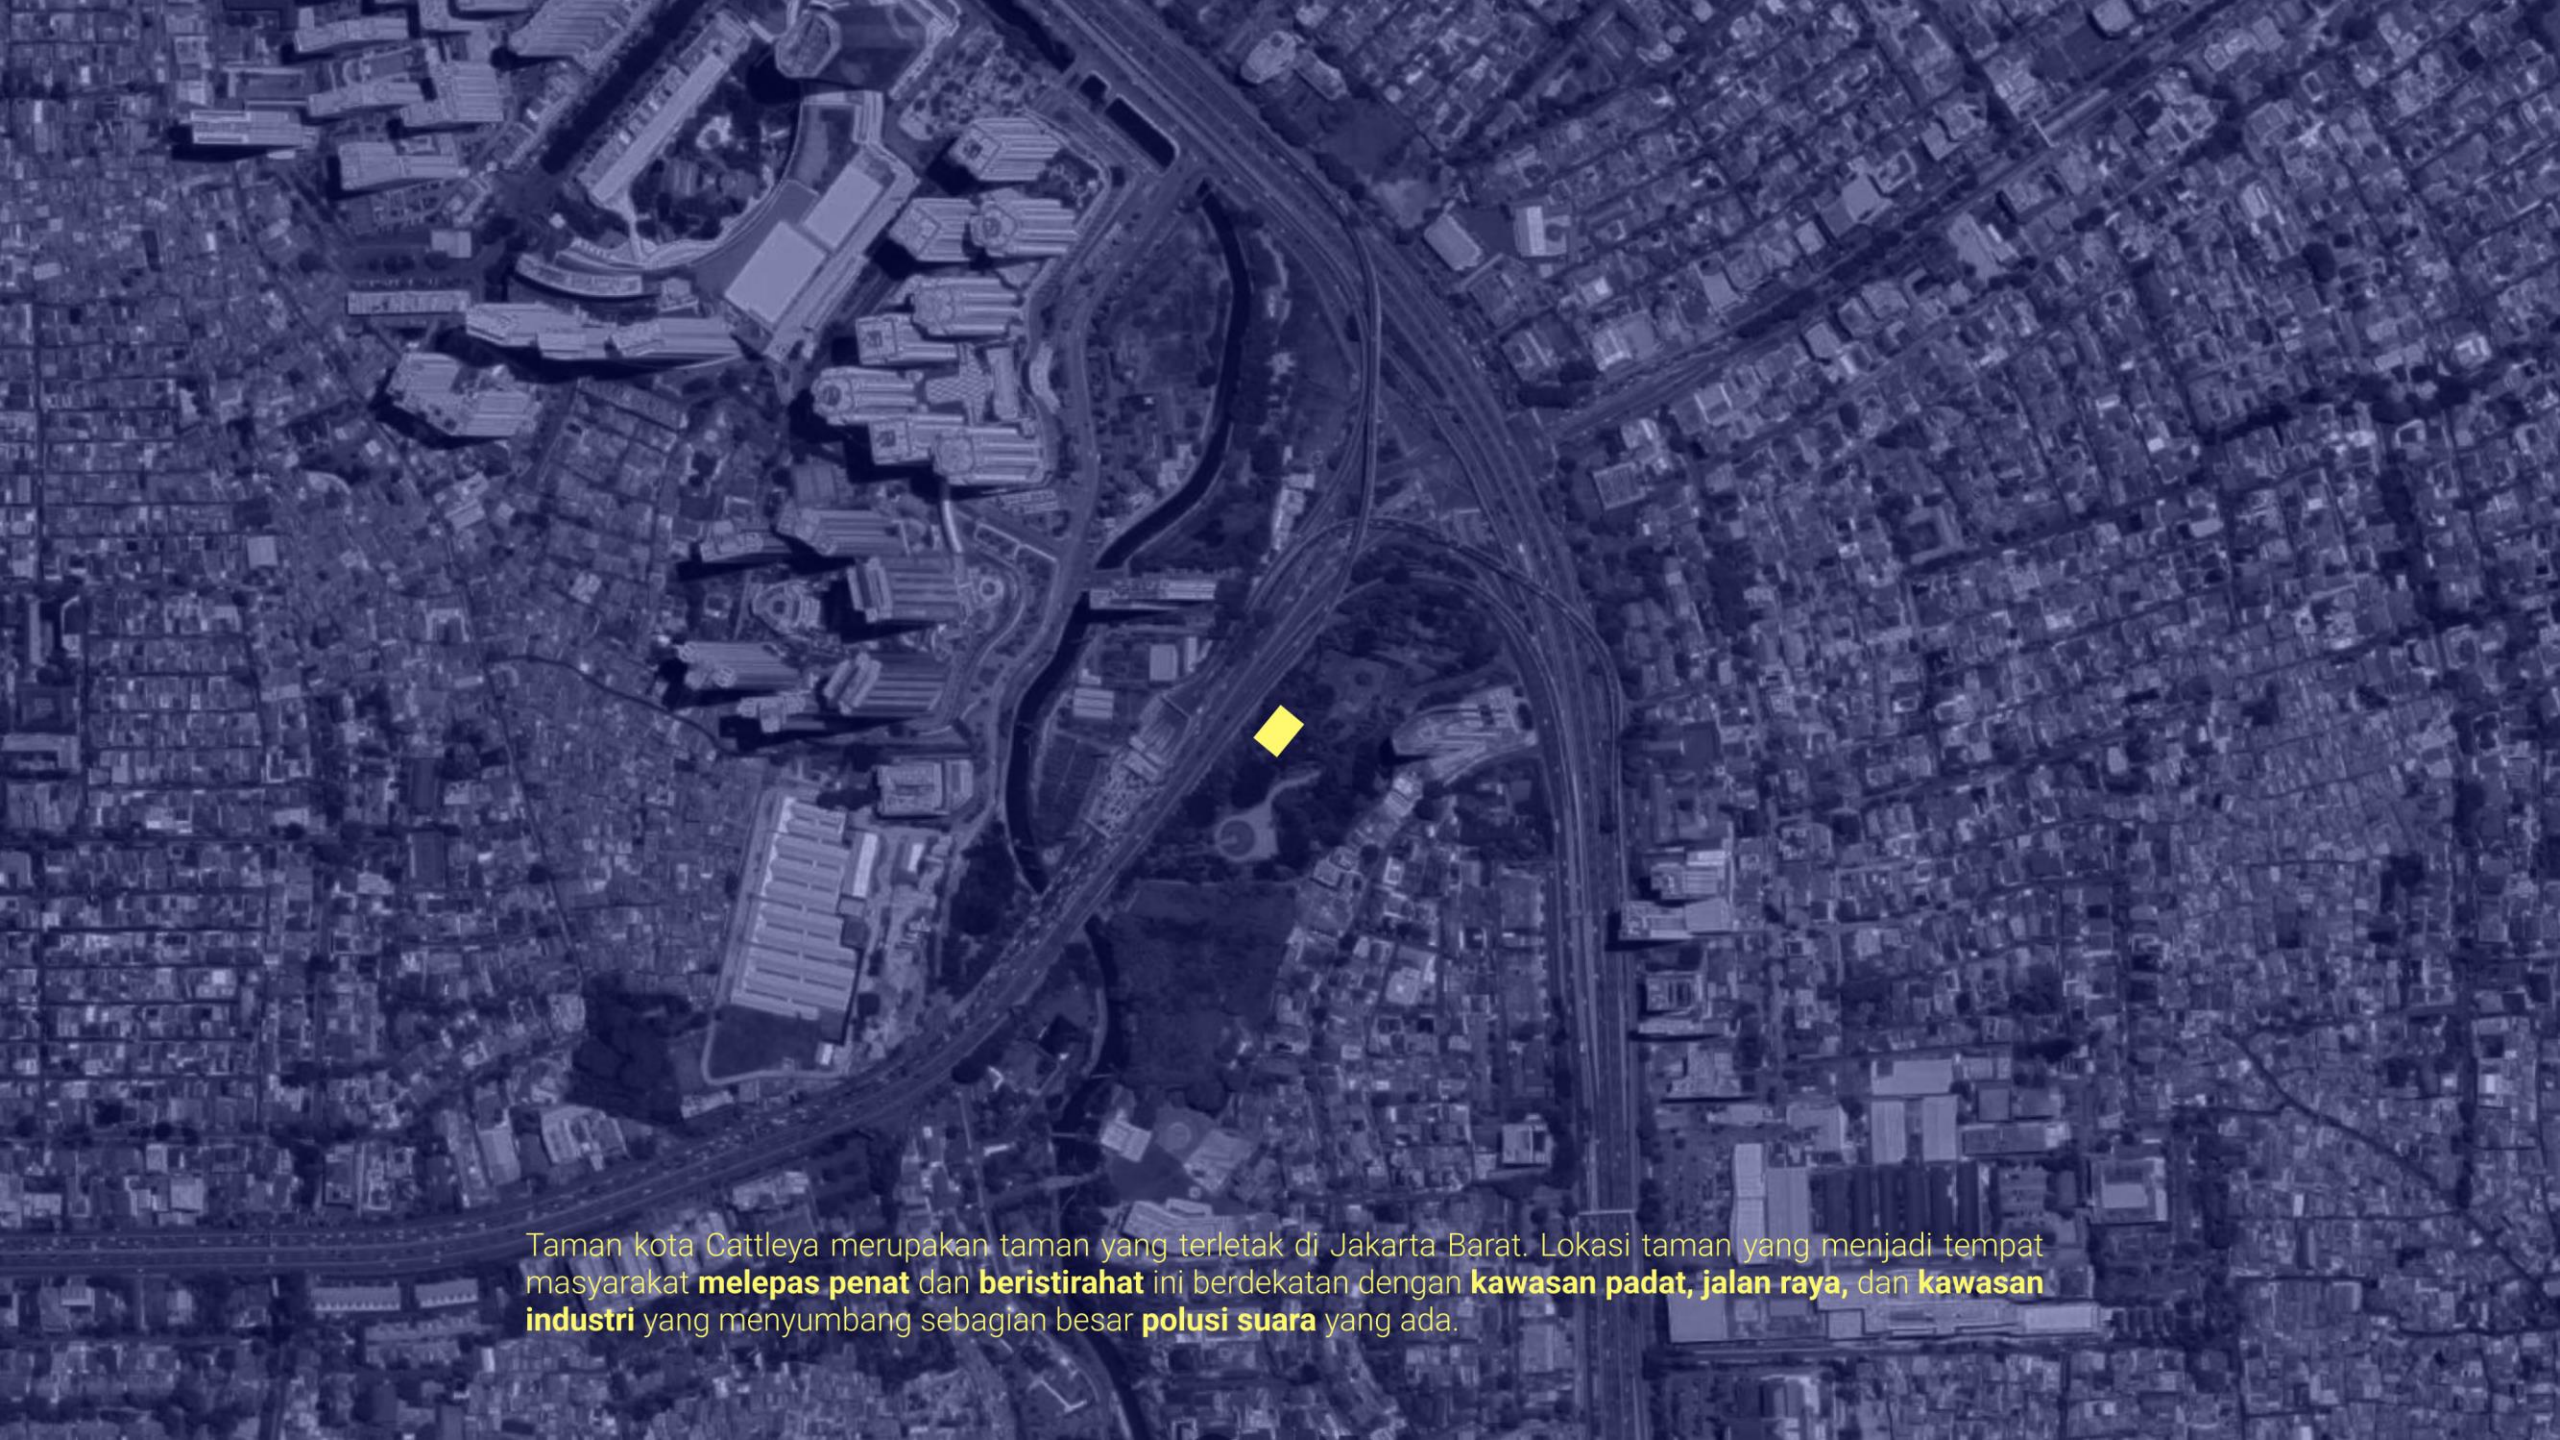 Taman kota Cattleya merupakan taman yang terletak di Jakarta Barat. Lokasi taman yang menjadi tempat
masyarakat melepas penat dan beristirahat ini berdekatan dengan kawasan padat, jalan raya, dan kawasan
industri yang menyumbang sebagian besar polusi suara yang ada.